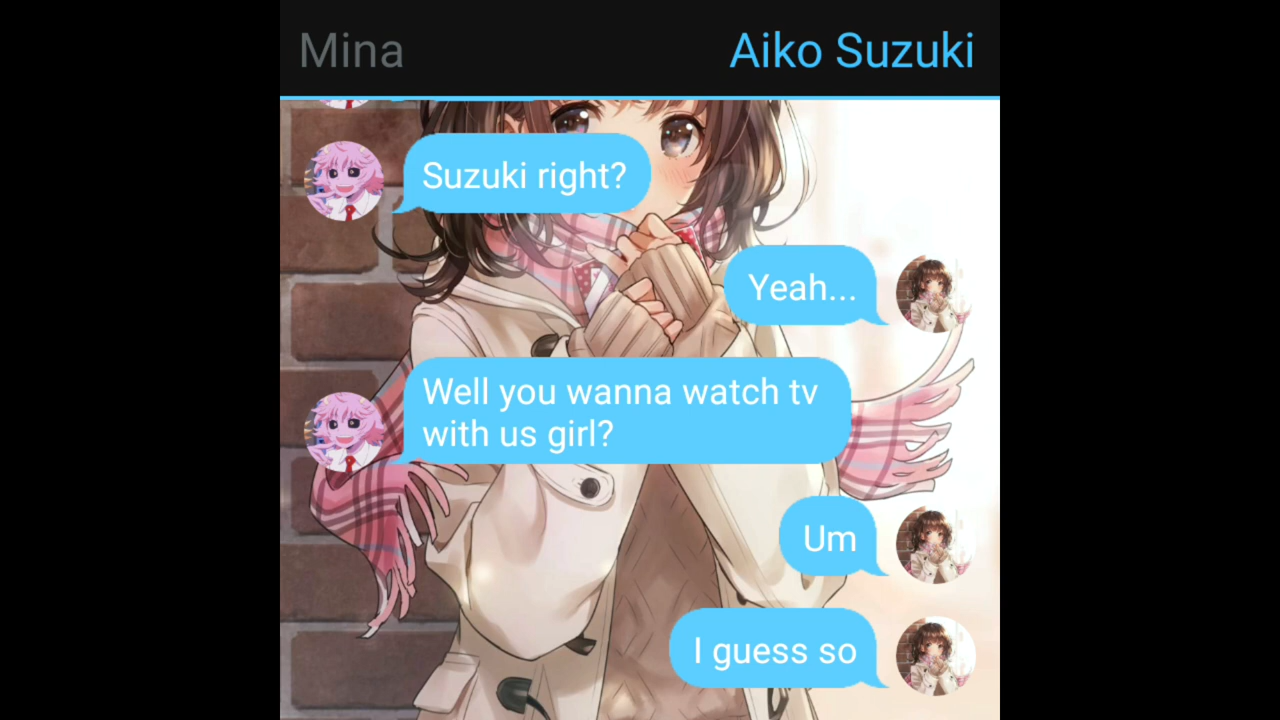 Mina
Aiko Suzuki
Suzuki right?
Yeah...
Well you wanna watch tv
with us girl?
Um
I guess so